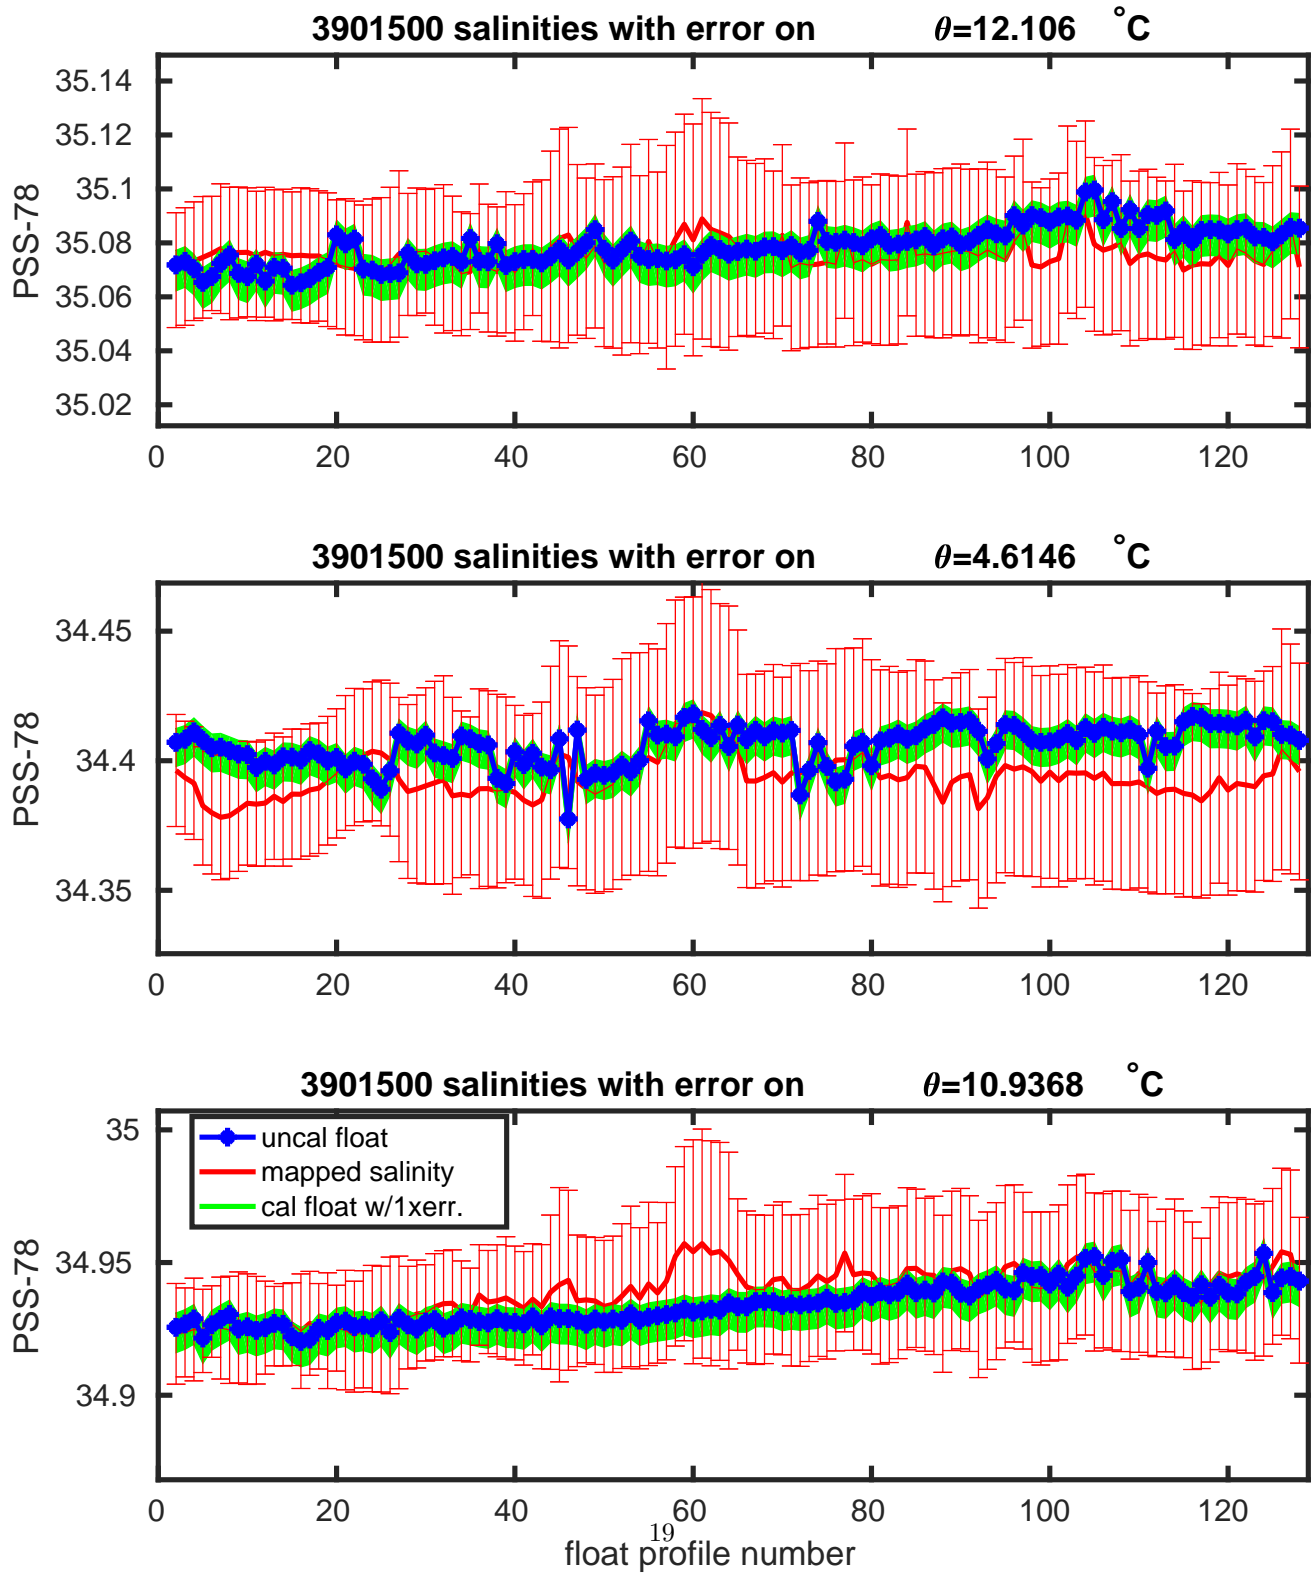 3901500 salinities with error on θ=12.106 °C
35.14
35.12
35.1
35.08
35.06
35.04
35.02
PSS-78
0 20 40 60 80 100 120
3901500 salinities with error on θ=4.6146 °C
34.45
34.4
34.35
PSS-78
0 20 40 60 80 100 120
3901500 salinities with error on θ=10.9368 °C
35
34.95
34.9
PSS-78
uncal float
mapped salinity
cal float w/1xerr.
0 20 40 60 80 100 120
19
float profile number